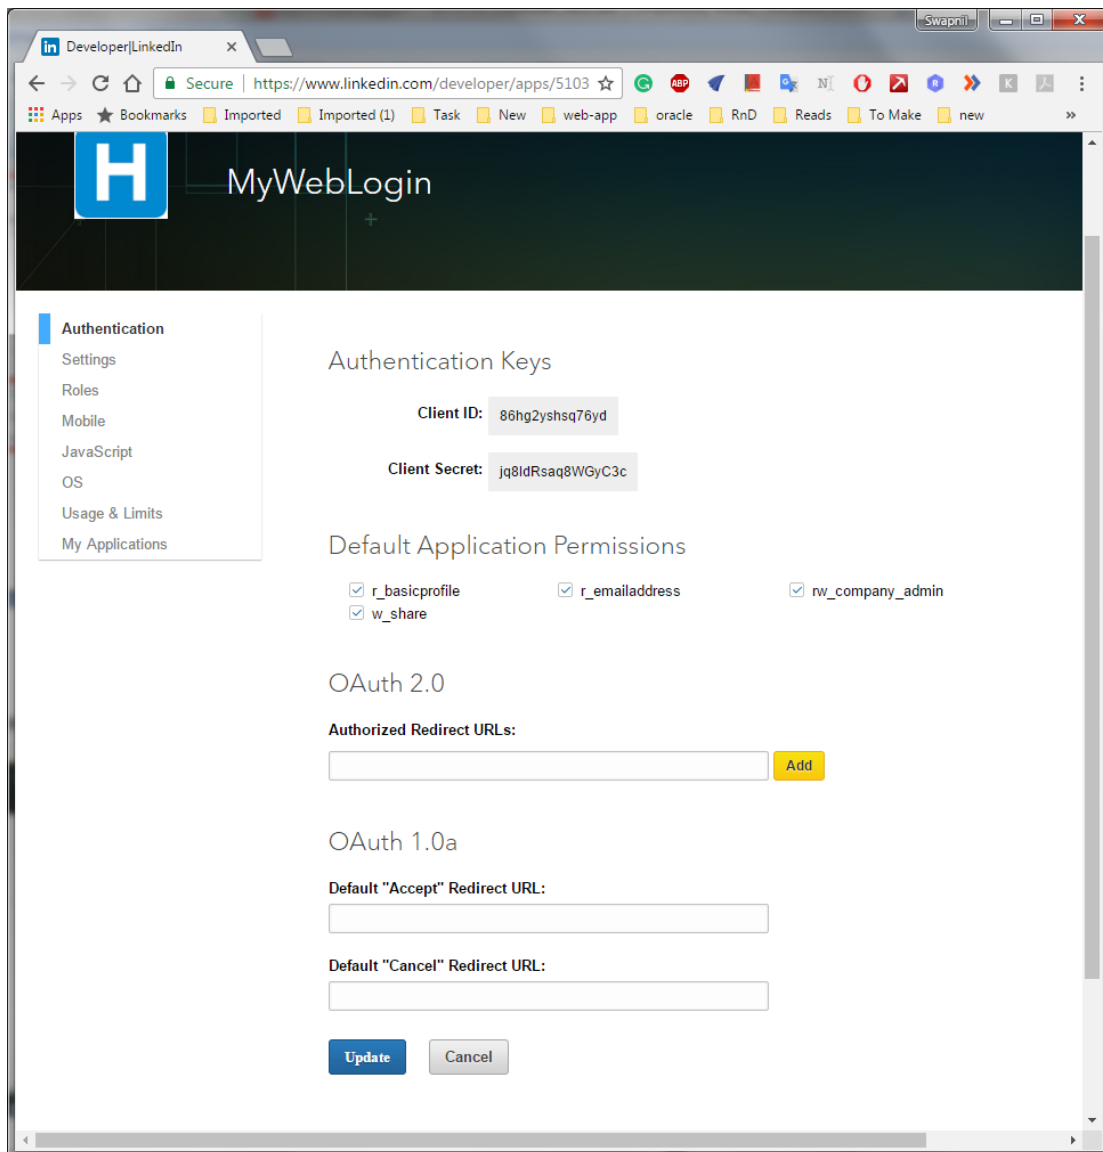 Swapnil
in Developer|LinkedIn
Secure https://www.linkedin.com/developer/apps/5103
Apps Bookmarks Imported Imported (1) Task New web-app oracle RnD Reads To Make new »
H MyWebLogin
Authentication
Settings
Roles
Mobile
JavaScript
OS
Usage & Limits
My Applications
Authentication Keys
Client ID: 86hg2yshsq76yd
Client Secret: jq8IdRsaq8WGyC3c
Default Application Permissions
r_basicprofile r_emailaddress rw_company_admin
w_share
OAuth 2.0
Authorized Redirect URLs:
Add
OAuth 1.0a
Default "Accept" Redirect URL:
Default "Cancel" Redirect URL:
Update Cancel